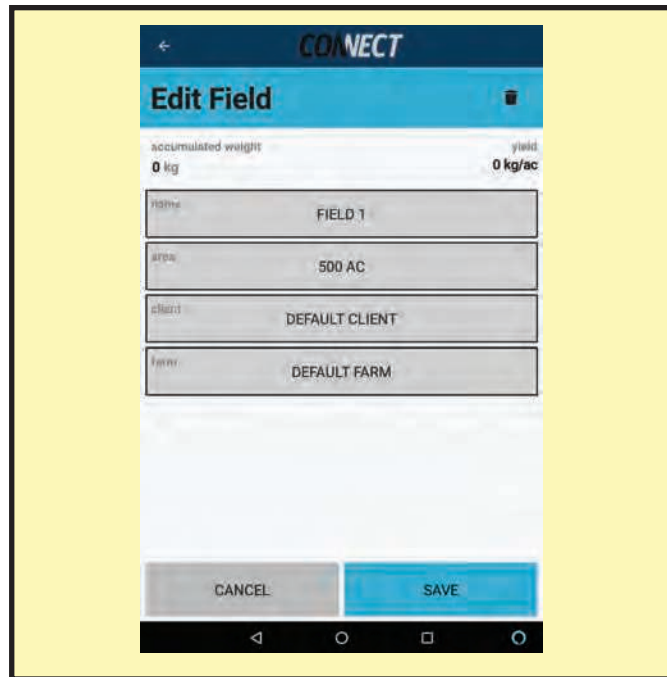 CONNECT
Edit Field
accumulated weight
yield
0 kg
0 kg/ac
name
FIELD 1
area
500 AC
client
DEFAULT CLIENT
farm
DEFAULT FARM
CANCEL
SAVE